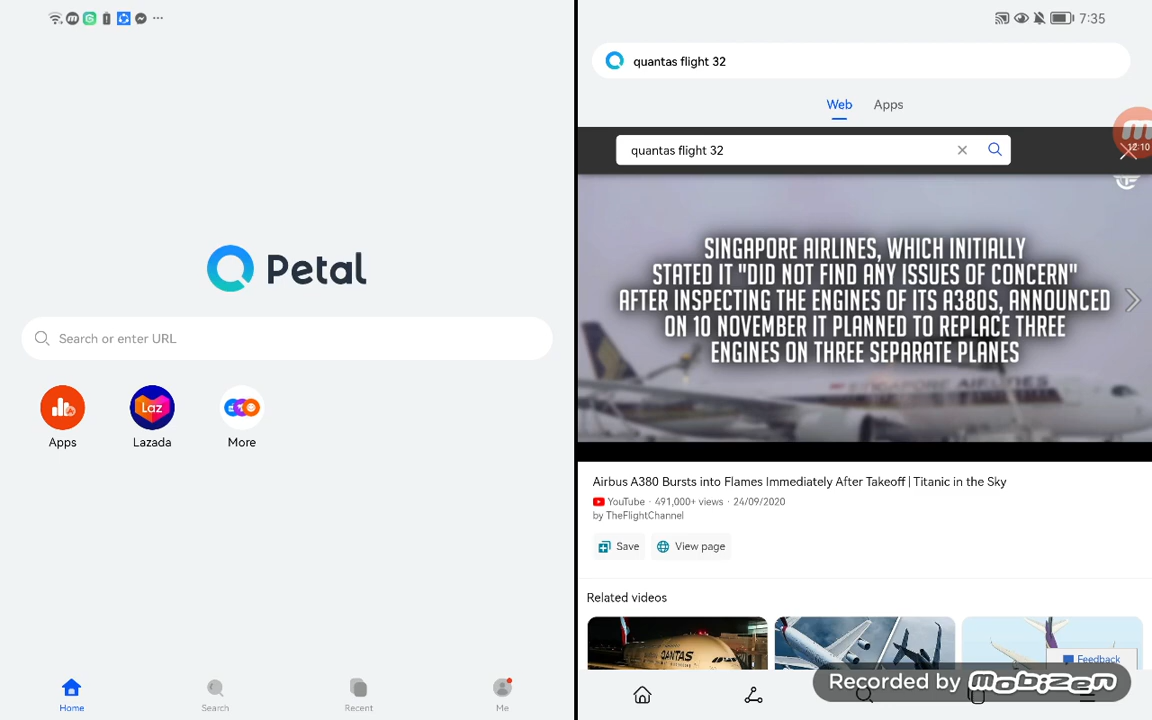 7:35
Petal
Search or enter URL
Laz
Apps
Lazada
More
Home
Search
Recent
Me
quantas flight 32
Web
Apps
quantas flight 32
12:10
SINGAPORE AIRLINES, WHICH INITIALLY
STATED IT "DID NOT FIND ANY ISSUES OF CONCERN"
AFTER INSPECTING THE ENGINES OF ITS A380S, ANNOUNCED
ON 10 NOVEMBER IT PLANNED TO REPLACE THREE
ENGINES ON THREE SEPARATE PLANES
SINGAPORE AIRLINES
Airbus A380 Bursts into Flames Immediately After Takeoff | Titanic in the Sky
YouTube · 491,000+ views · 24/09/2020
by TheFlightChannel
Save
View page
Related videos
QANTAS
Feedback
Recorded by mobizen